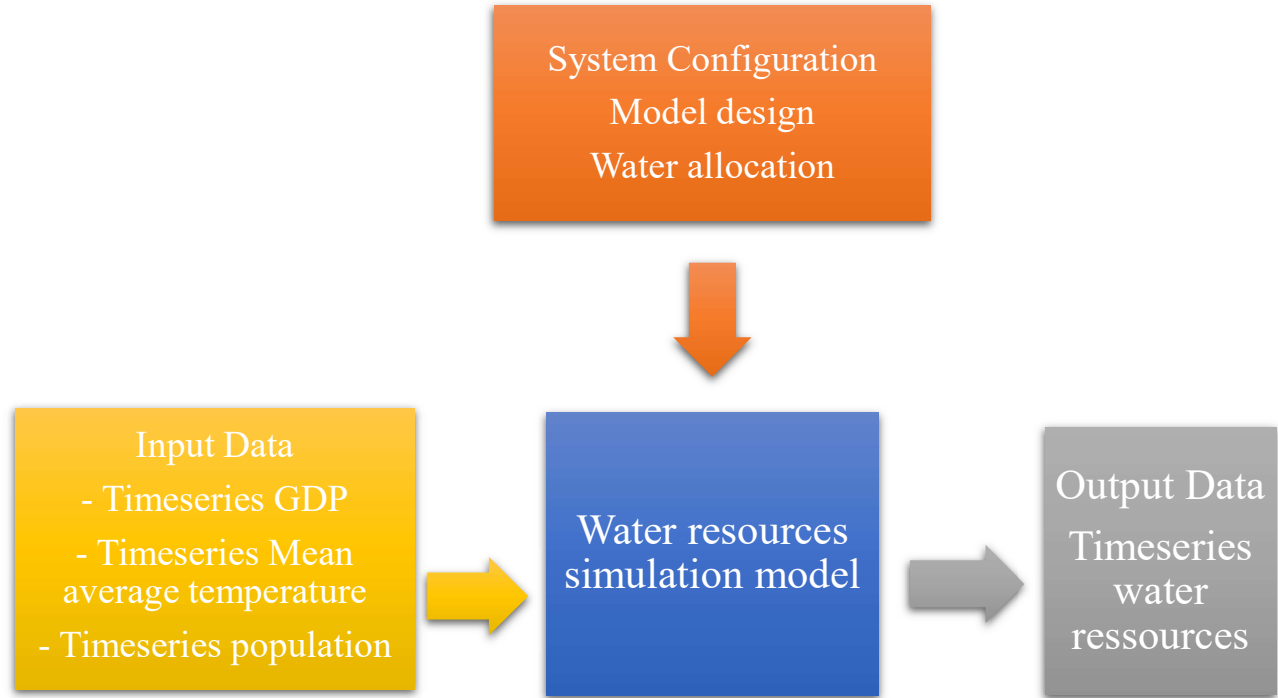 System Configuration
Model design
Water allocation
Input Data
- Timeseries GDP
- Timeseries Mean
average temperature
- Timeseries population
Water resources
simulation model
Output Data
Timeseries
water
ressources